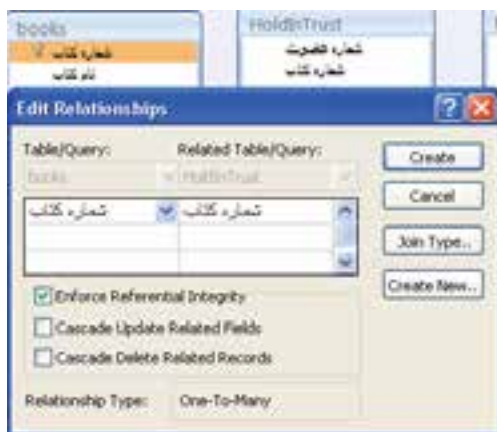 books
شماره کتاب
نام کتاب
HoldInTrust
شماره عضویت
شماره کتاب
Edit Relationships
Table/Query:
Related Table/Query:
books
HoldInTrust
شماره کتاب
شماره کتاب
Enforce Referential Integrity
Cascade Update Related Fields
Cascade Delete Related Records
Relationship Type:
One-To-Many
Create
Cancel
Join Type..
Create New..